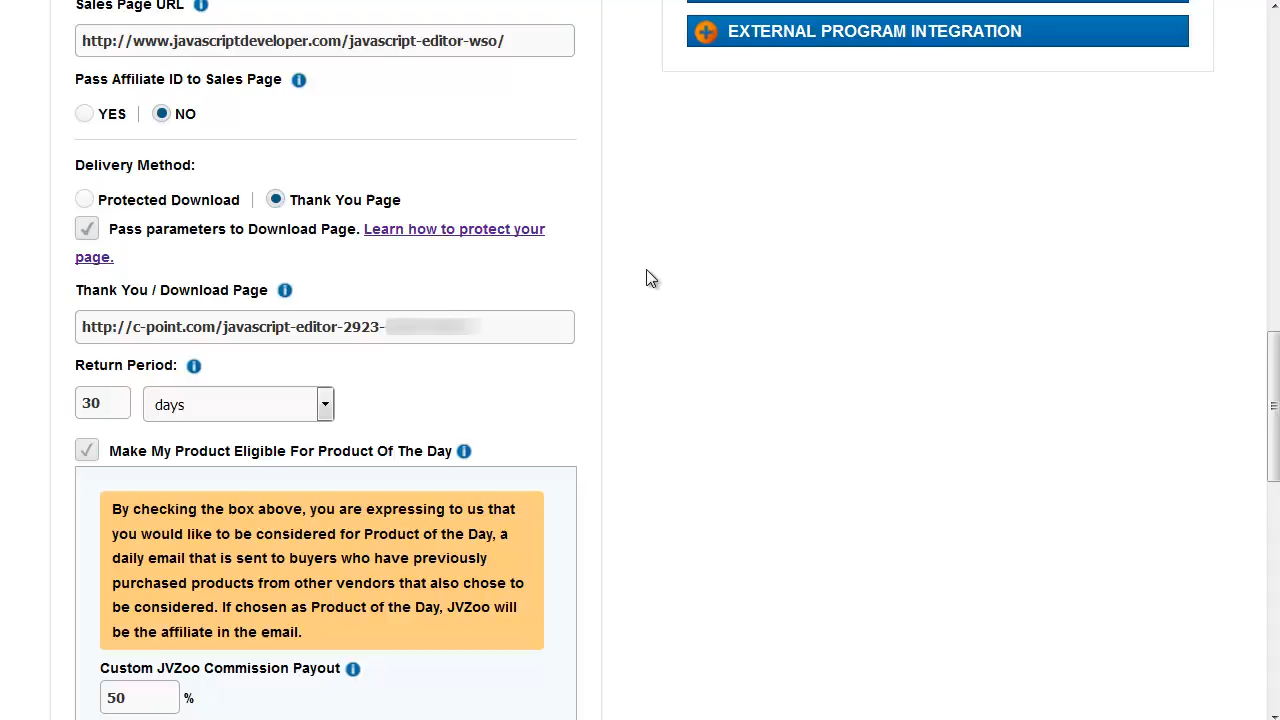 Sales Page URL
http://www.javascriptdeveloper.com/javascript-editor-wso/
Pass Affiliate ID to Sales Page
YES NO
Delivery Method:
Protected Download Thank You Page
Pass parameters to Download Page. Learn how to protect your
page.
Thank You / Download Page
http://c-point.com/javascript-editor-2923-
Return Period:
30 days
Make My Product Eligible For Product Of The Day
By checking the box above, you are expressing to us that
you would like to be considered for Product of the Day, a
daily email that is sent to buyers who have previously
purchased products from other vendors that also chose to
be considered. If chosen as Product of the Day, JVZoo will
be the affiliate in the email.
Custom JVZoo Commission Payout
50 %
EXTERNAL PROGRAM INTEGRATION